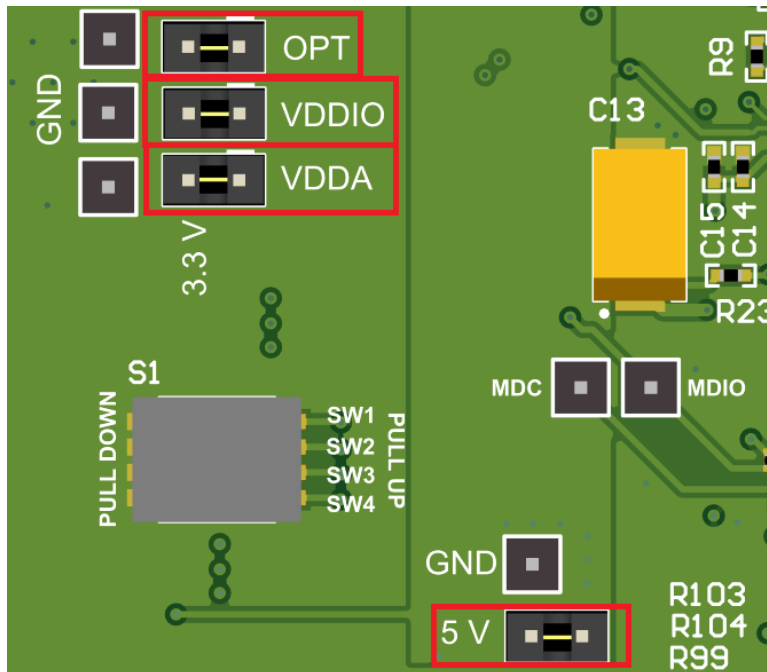 OPT
GND
VDDIO
VDDA
3.3 V
R9
C13
C15
C14
R23
S1
PULL DOWN
SW1
SW2
SW3
SW4
PULL UP
MDC
MDIO
GND
5 V
R103
R104
R99